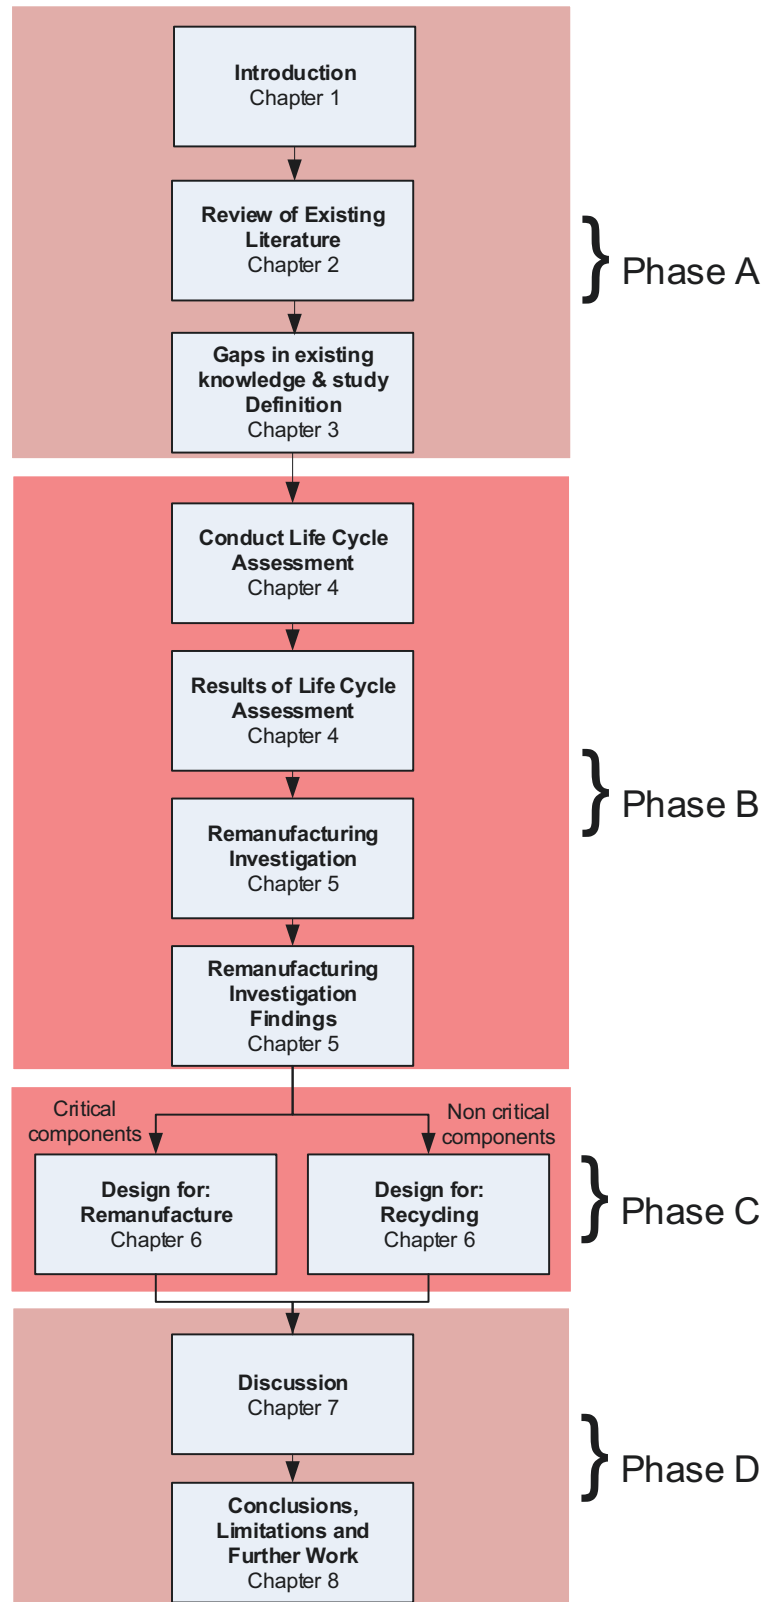 Introduction
Chapter 1
Review of Existing
Literature
Chapter 2
} Phase A
Gaps in existing
knowledge & study
Definition
Chapter 3
Conduct Life Cycle
Assessment
Chapter 4
Results of Life Cycle
Assessment
Chapter 4
} Phase B
Remanufacturing
Investigation
Chapter 5
Remanufacturing
Investigation
Findings
Chapter 5
Critical
components
Non critical
components
Design for:
Remanufacture
Chapter 6
Design for:
Recycling
Chapter 6
} Phase C
Discussion
Chapter 7
} Phase D
Conclusions,
Limitations and
Further Work
Chapter 8